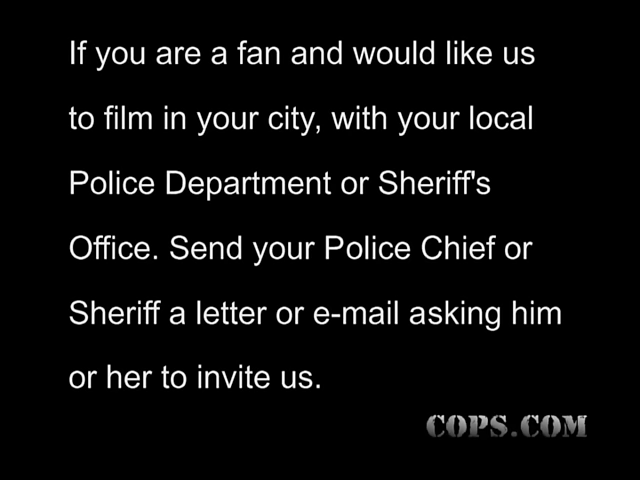 If you are a fan and would like us
to film in your city, with your local
Police Department or Sheriff's
Office. Send your Police Chief or
Sheriff a letter or e-mail asking him
or her to invite us.
COPS.COM